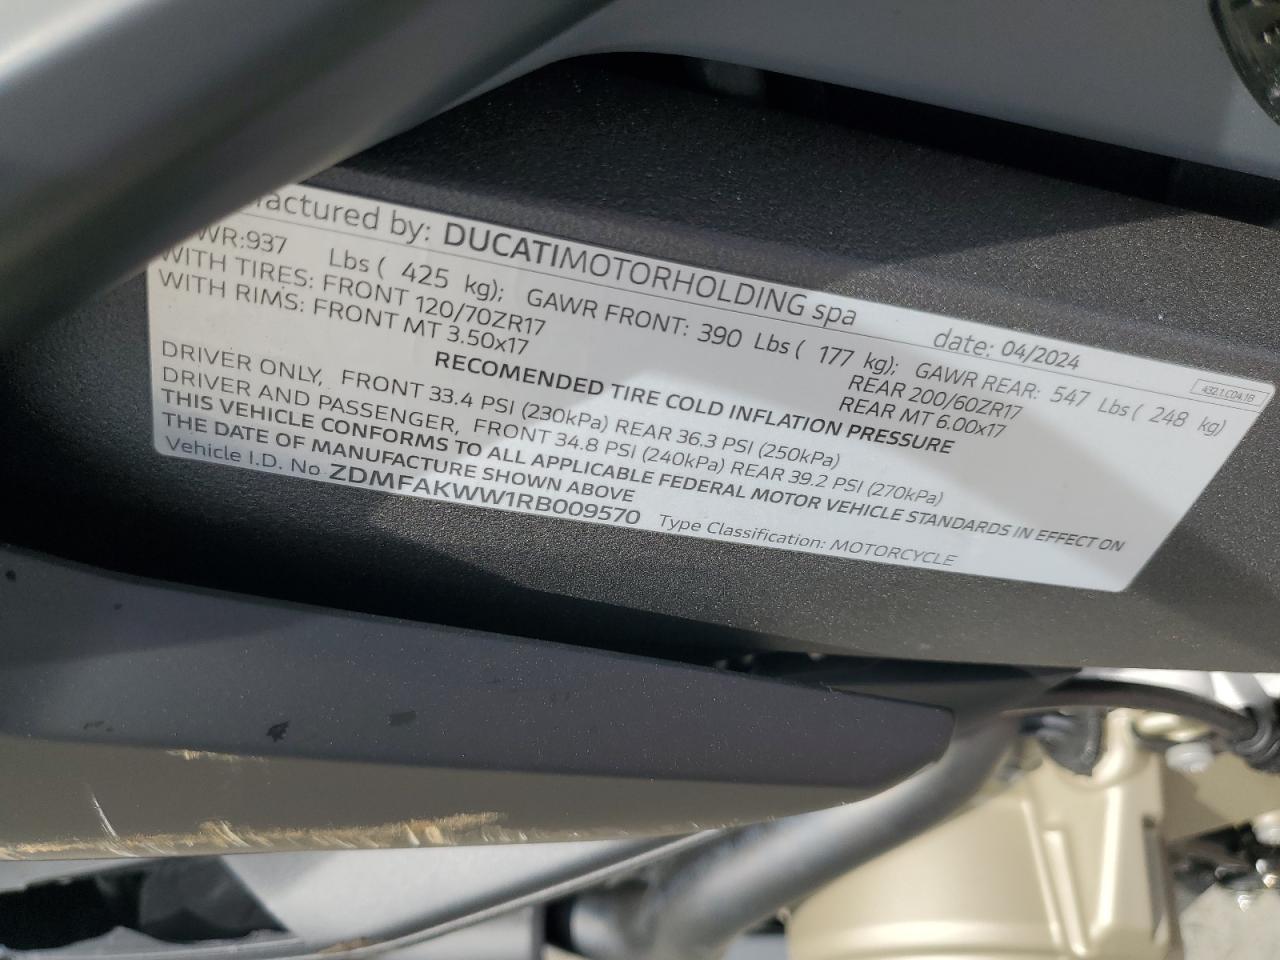 factured by: DUCATIMOTORHOLDING spa date: 04/2024
WR:937 Lbs ( 425 kg); GAWR FRONT: 390 Lbs ( 177 kg); GAWR REAR: 547 Lbs ( 248 kg)
WITH TIRES: FRONT 120/70ZR17 REAR 200/60ZR17
WITH RIMS: FRONT MT 3.50x17 REAR MT 6.00x17
RECOMENDED TIRE COLD INFLATION PRESSURE
DRIVER ONLY, FRONT 33.4 PSI (230kPa) REAR 36.3 PSI (250kPa)
DRIVER AND PASSENGER, FRONT 34.8 PSI (240kPa) REAR 39.2 PSI (270kPa)
THIS VEHICLE CONFORMS TO ALL APPLICABLE FEDERAL MOTOR VEHICLE STANDARDS IN EFFECT ON
THE DATE OF MANUFACTURE SHOWN ABOVE
Vehicle I.D. No ZDMFAKWW1RB009570 Type Classification: MOTORCYCLE